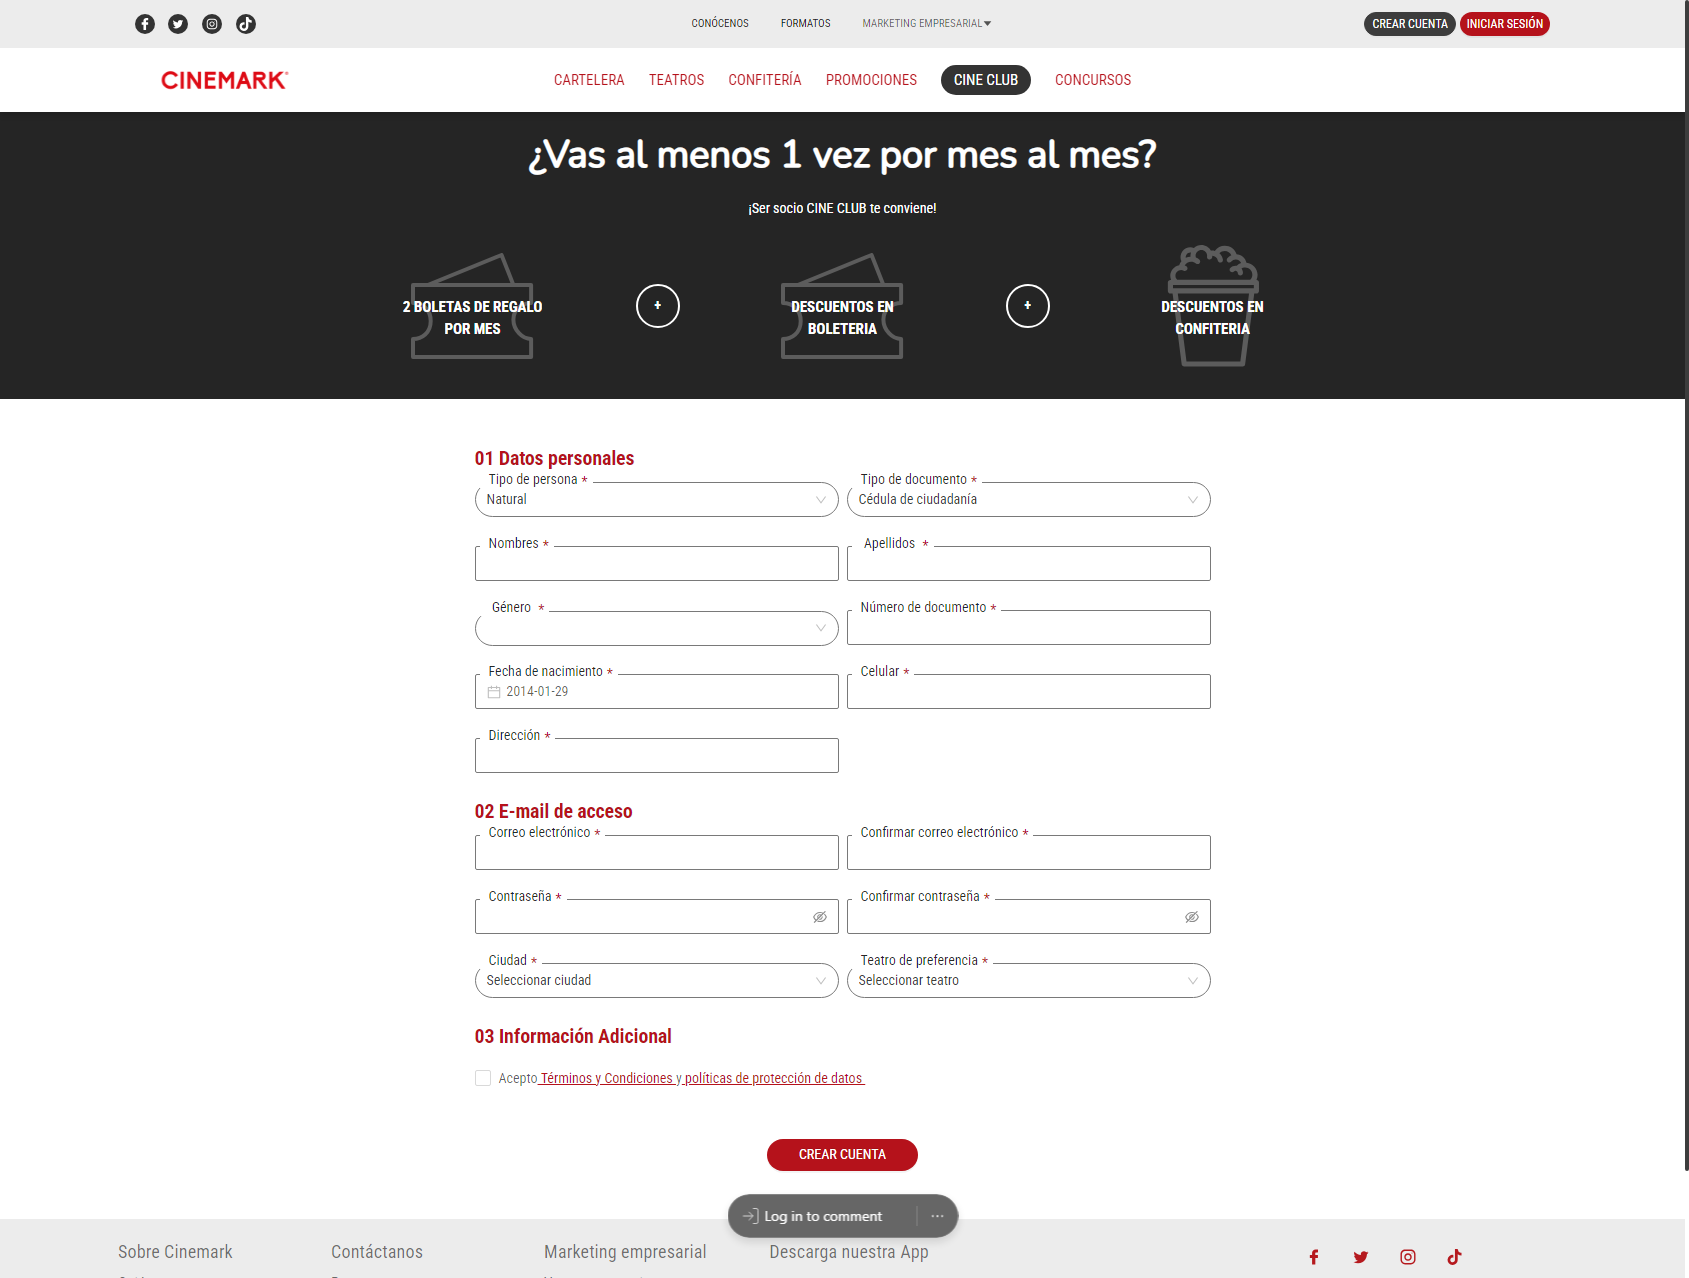 CONÓCENOS FORMATOS MARKETING EMPRESARIAL CREAR CUENTA INICIAR SESIÓN
CINEMARK CARTELERA TEATROS CONFITERÍA PROMOCIONES CINE CLUB CONCURSOS
¿Vas al menos 1 vez por mes al mes?
¡Ser socio CINE CLUB te conviene!
2 BOLETAS DE REGALO
POR MES
+
DESCUENTOS EN
BOLETERIA
+
DESCUENTOS EN
CONFITERIA
01 Datos personales
Tipo de persona * Tipo de documento *
Natural Cédula de ciudadanía
Nombres * Apellidos *
Género * Número de documento *
Fecha de nacimiento * Celular *
2014-01-29
Dirección *
02 E-mail de acceso
Correo electrónico * Confirmar correo electrónico *
Contraseña * Confirmar contraseña *
Ciudad * Teatro de preferencia *
Seleccionar ciudad Seleccionar teatro
03 Información Adicional
Acepto Términos y Condiciones y políticas de protección de datos
CREAR CUENTA
Log in to comment
Sobre Cinemark Contáctanos Marketing empresarial Descarga nuestra App